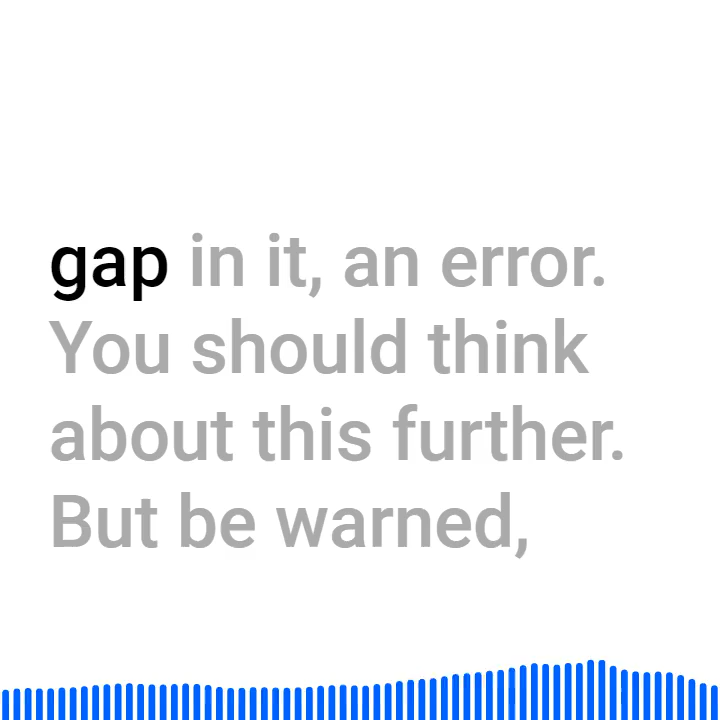 gap in it, an error.
You should think
about this further.
But be warned,